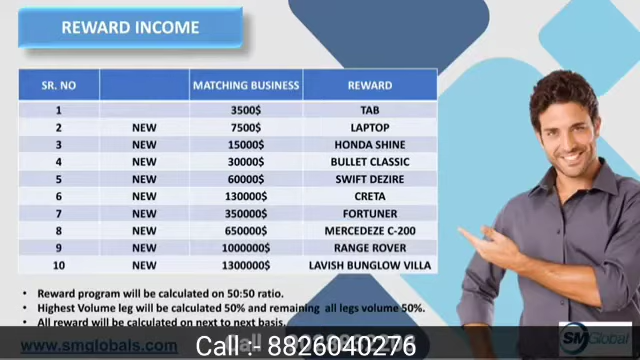 REWARD INCOME
SR. NO MATCHING BUSINESS REWARD
1 3500$ TAB
2 NEW 7500$ LAPTOP
3 NEW 15000$ HONDA SHINE
4 NEW 30000$ BULLET CLASSIC
5 NEW 60000$ SWIFT DEZIRE
6 NEW 130000$ CRETA
7 NEW 350000$ FORTUNER
8 NEW 650000$ MERCEDEZE C-200
9 NEW 1000000$ RANGE ROVER
10 NEW 1300000$ LAVISH BUNGLOW VILLA
• Reward program will be calculated on 50:50 ratio.
• Highest Volume leg will be calculated 50% and remaining all legs volume 50%.
• All reward will be calculated on next to next basis.
www.smglobals.com
Call :- 8826040276
SMGlobal